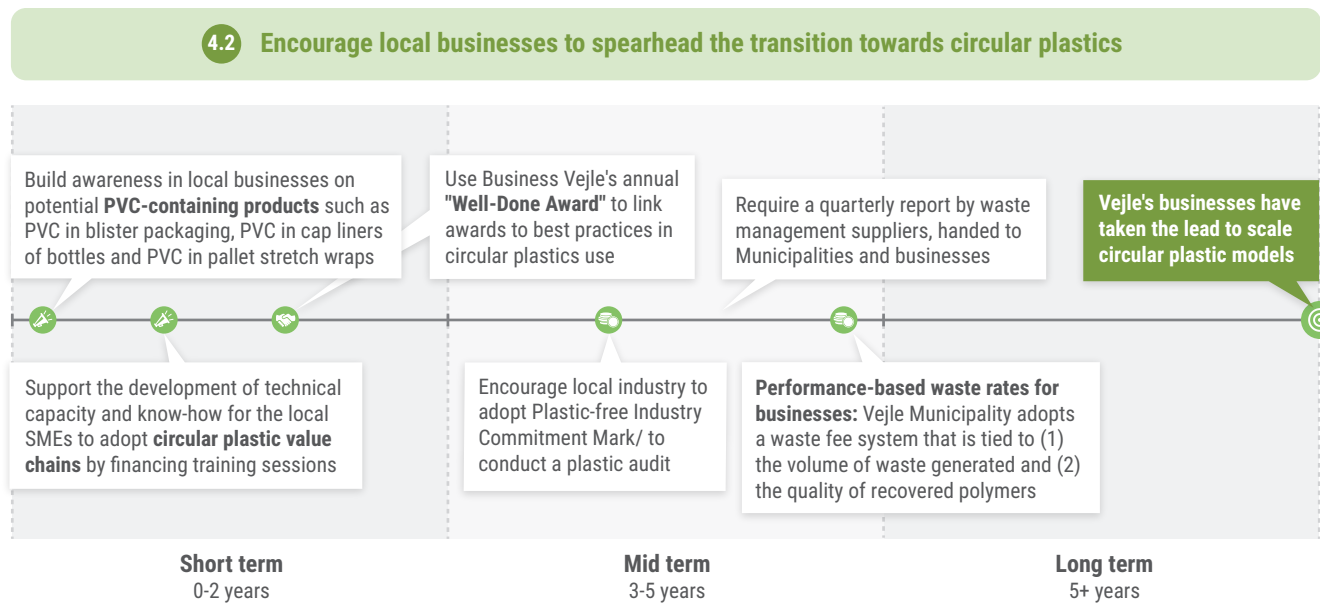 4.2 Encourage local businesses to spearhead the transition towards circular plastics
Build awareness in local businesses on
potential PVC-containing products such as
PVC in blister packaging, PVC in cap liners
of bottles and PVC in pallet stretch wraps
Use Business Vejle's annual
"Well-Done Award" to link
awards to best practices in
circular plastics use
Require a quarterly report by waste
management suppliers, handed to
Municipalities and businesses
Vejle's businesses have
taken the lead to scale
circular plastic models
Support the development of technical
capacity and know-how for the local
SMEs to adopt circular plastic value
chains by financing training sessions
Encourage local industry to
adopt Plastic-free Industry
Commitment Mark/ to
conduct a plastic audit
Performance-based waste rates for
businesses: Vejle Municipality adopts
a waste fee system that is tied to (1)
the volume of waste generated and (2)
the quality of recovered polymers
Short term
0-2 years
Mid term
3-5 years
Long term
5+ years